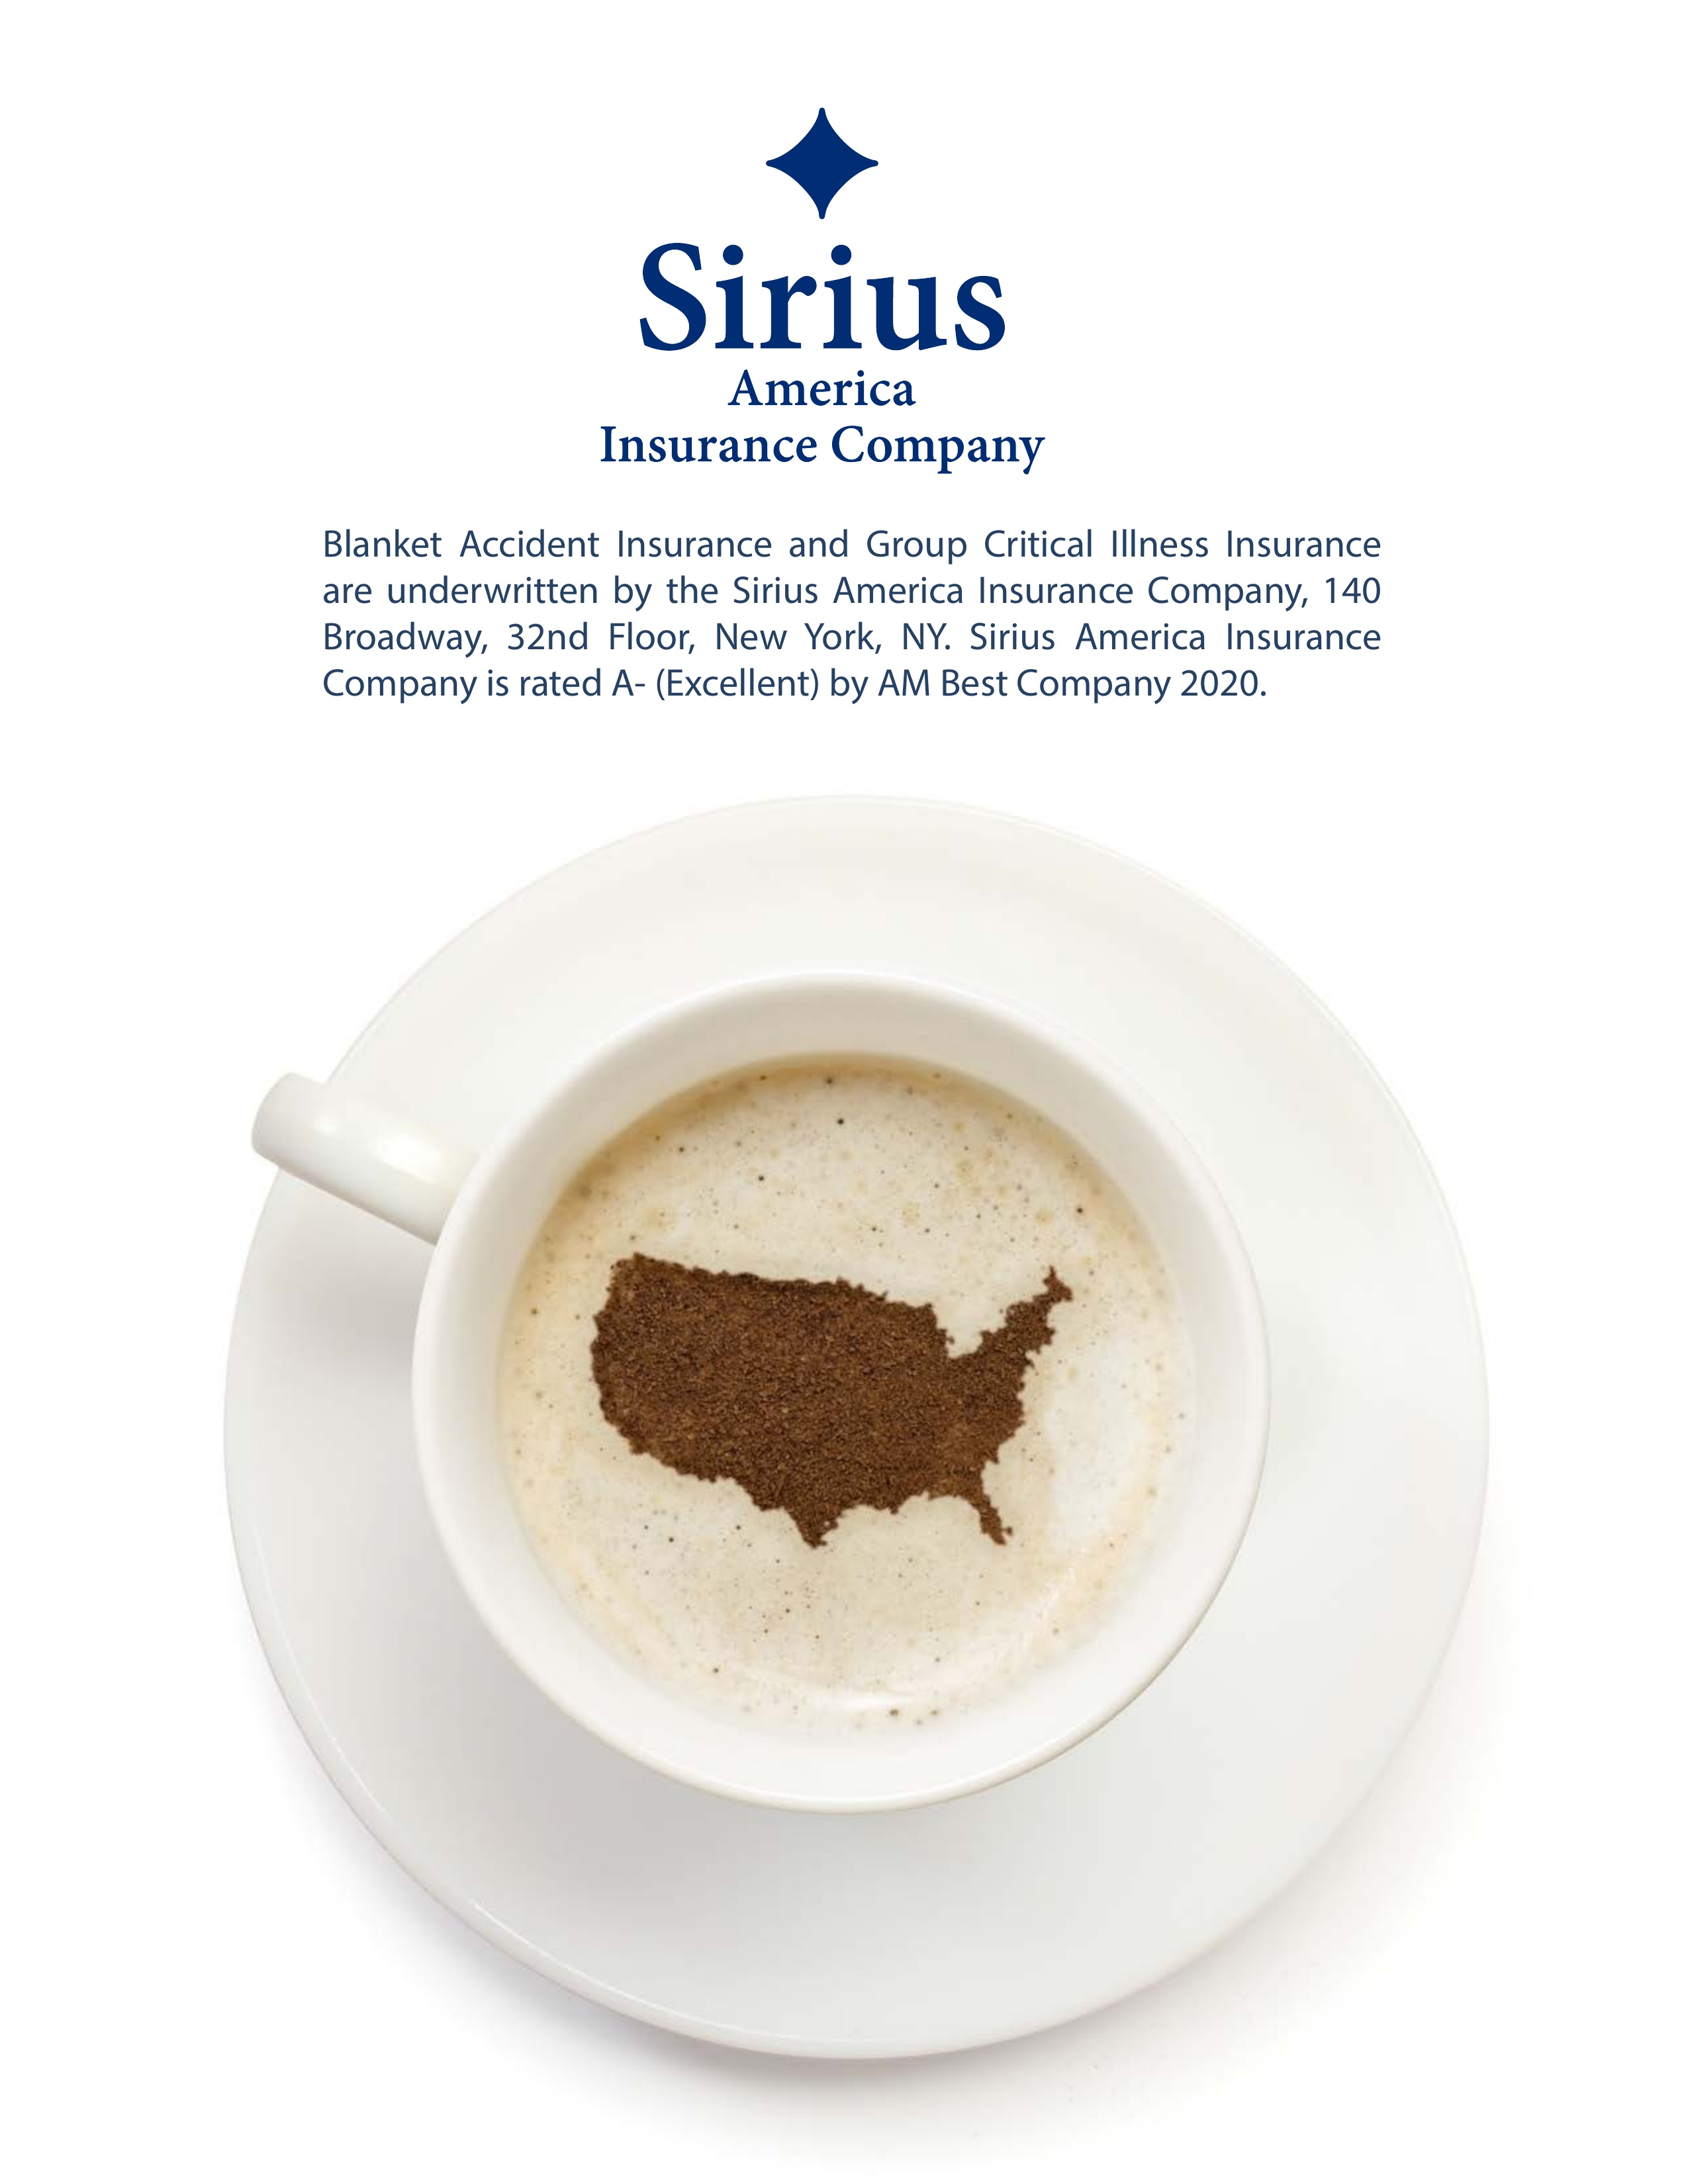 Sirius
America
Insurance Company
Blanket Accident Insurance and Group Critical Illness Insurance
are underwritten by the Sirius America Insurance Company, 140
Broadway, 32nd Floor, New York, NY. Sirius America Insurance
Company is rated A- (Excellent) by AM Best Company 2020.